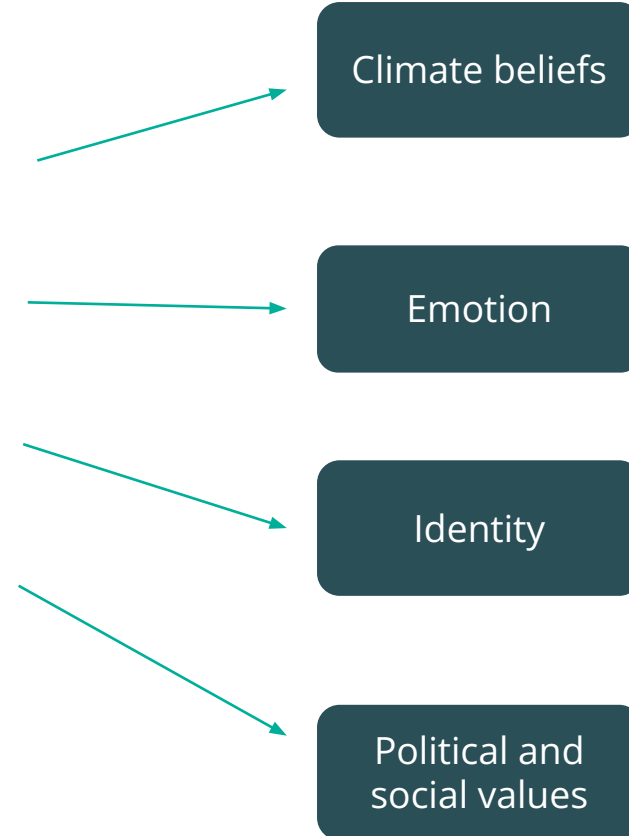 Climate beliefs
Emotion
Identity
Political and
social values